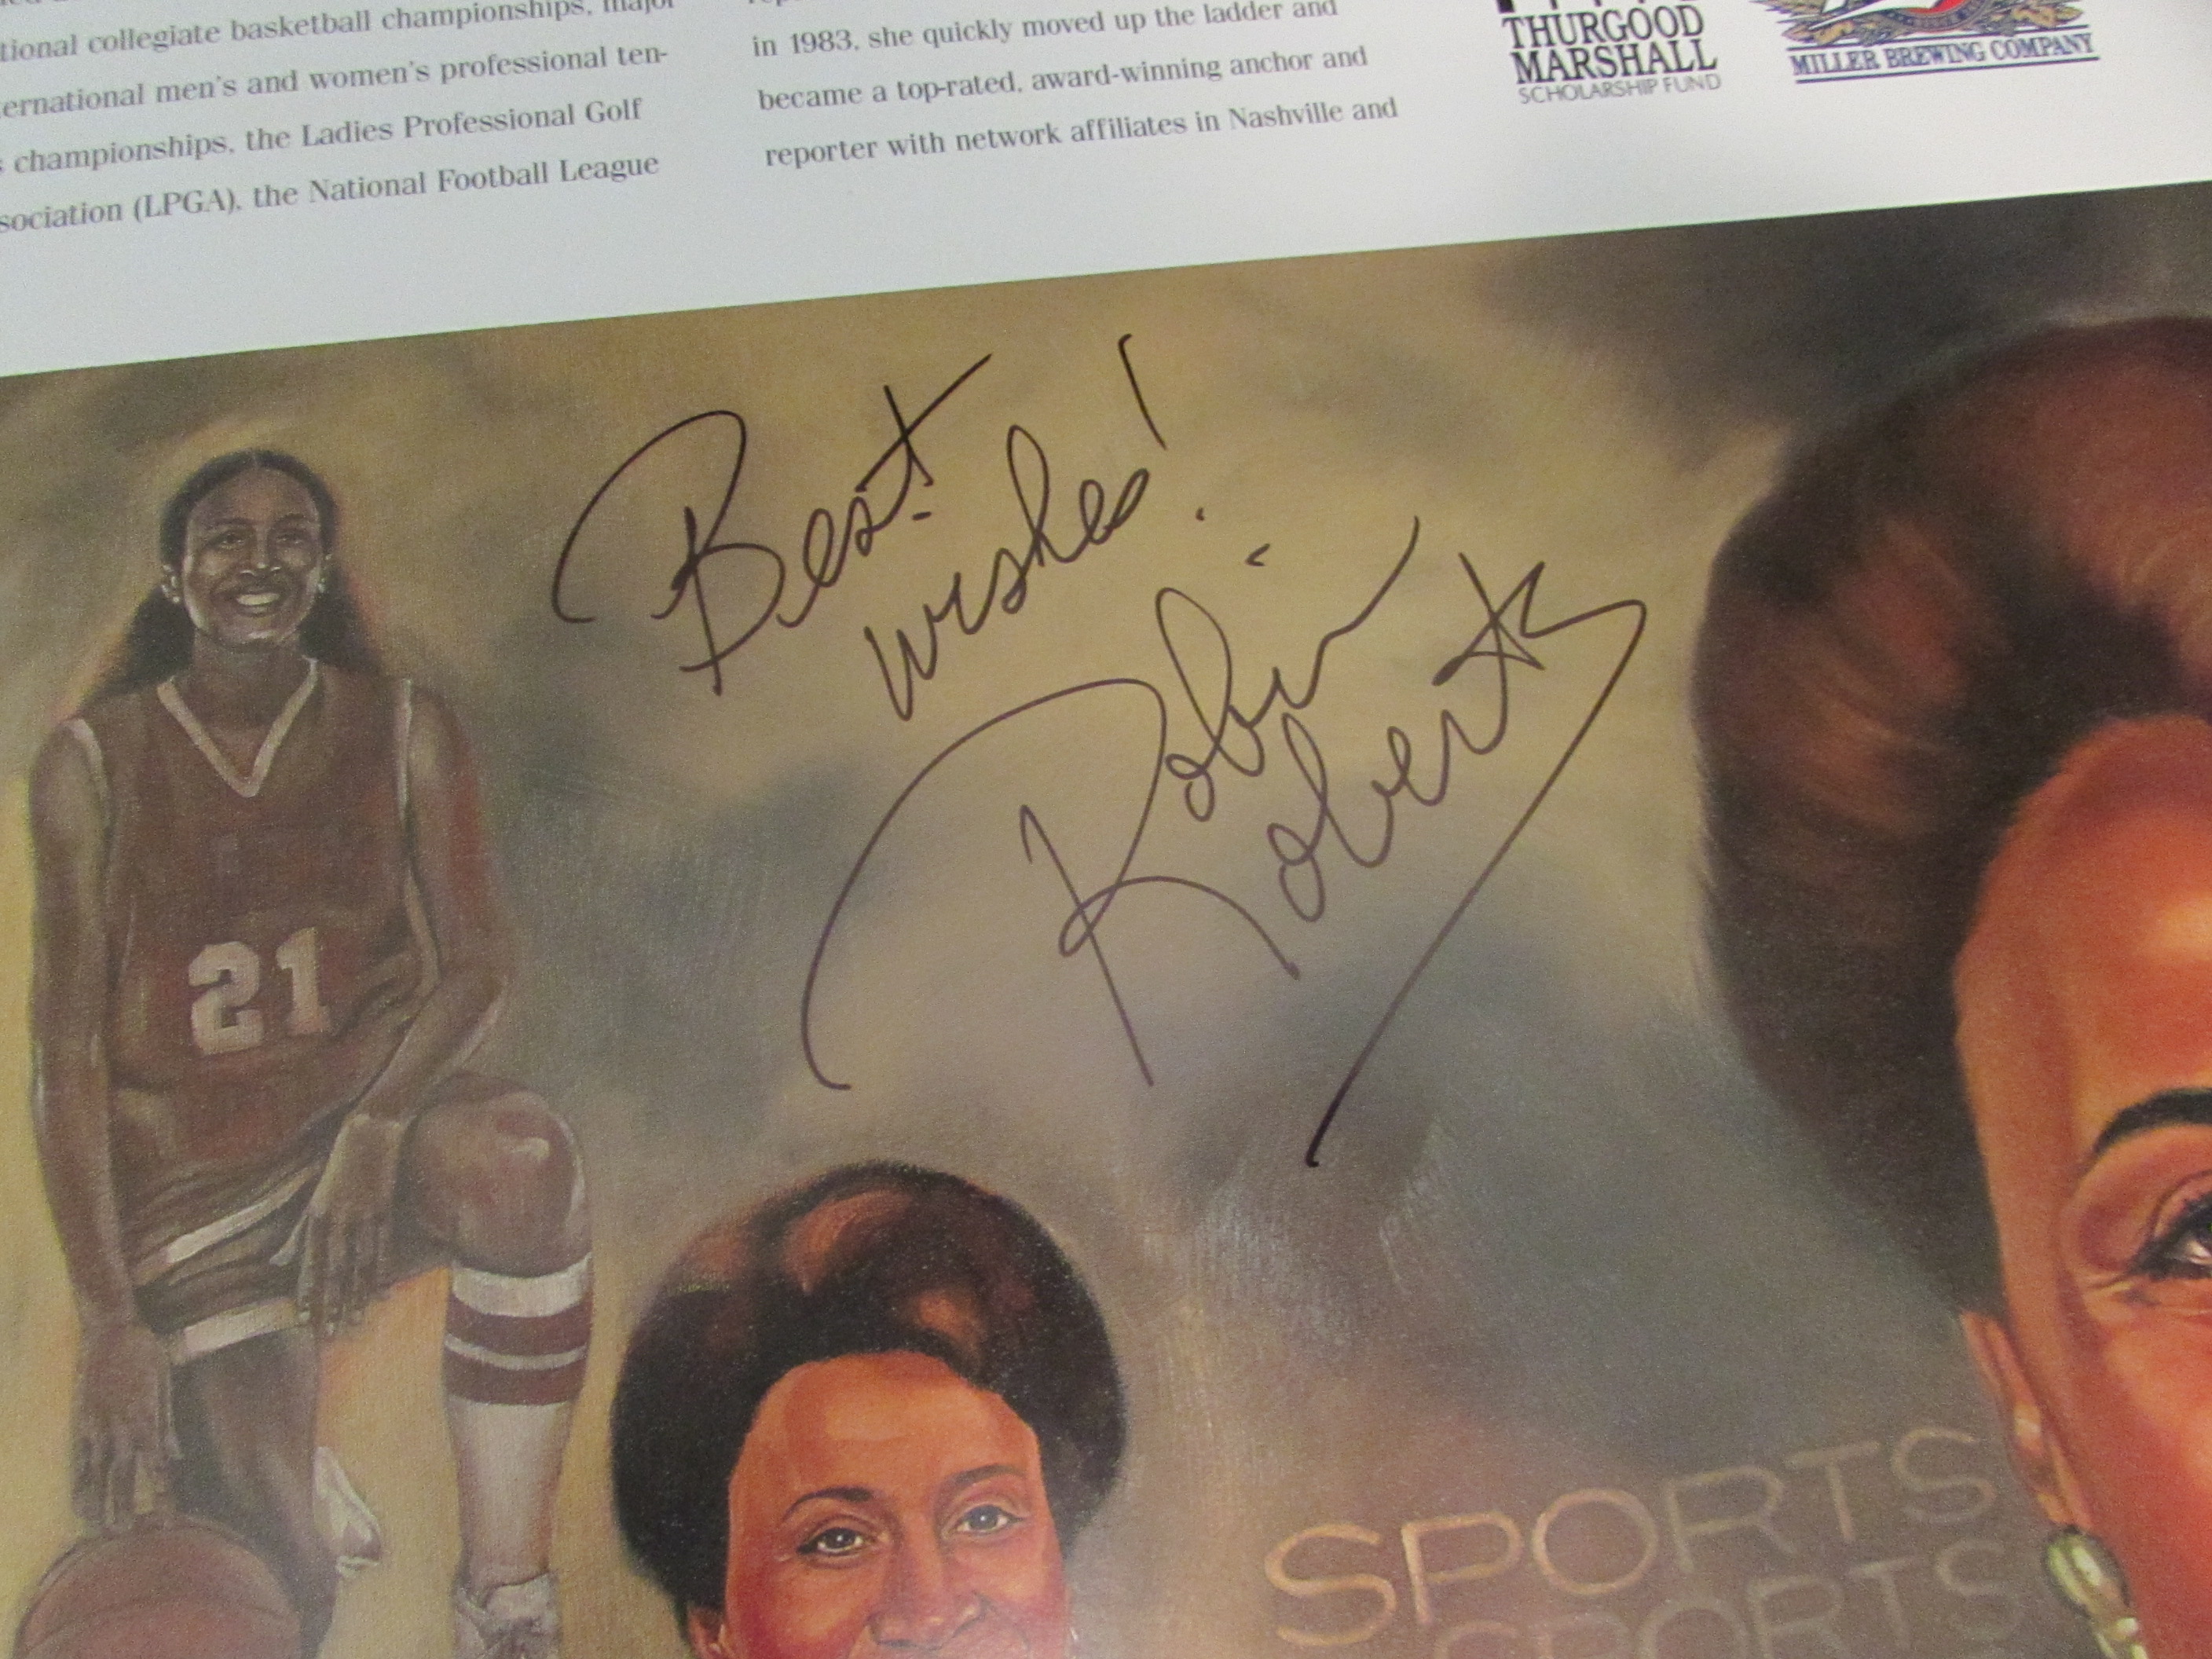 tional collegiate basketball championships, major
ernational men's and women's professional ten-
championships, the Ladies Professional Golf
sociation (LPGA), the National Football League
in 1983, she quickly moved up the ladder and
became a top-rated, award-winning anchor and
reporter with network affiliates in Nashville and
THURGOOD
MARSHALL
SCHOLARSHIP FUND
MILLER BREWING COMPANY
Best
wishes!
Robin
Roberts
21
SPORTS
SPORTS